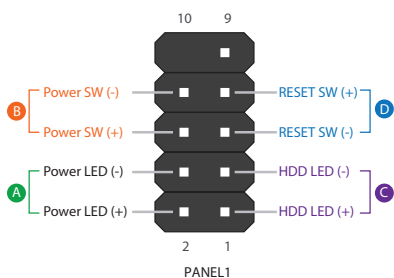 10 9
Power SW (-) RESET SW (+)
B D
Power SW (+) RESET SW (-)
Power LED (-) HDD LED (-)
A C
Power LED (+) HDD LED (+)
2 1
PANEL1